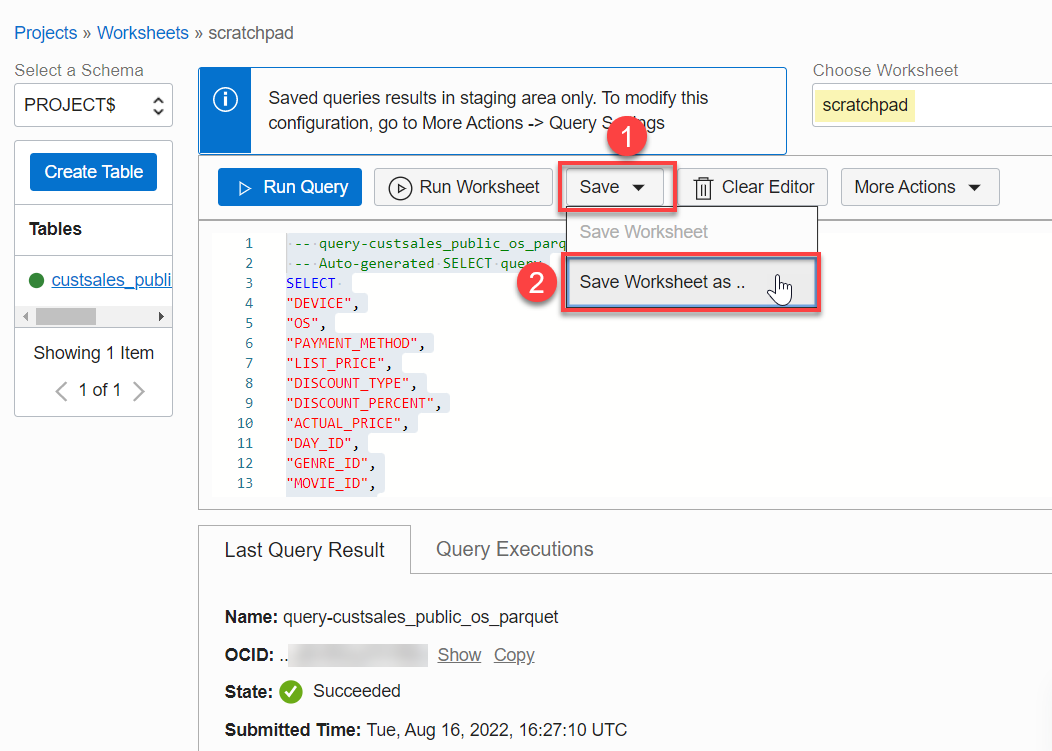 Projects » Worksheets » scratchpad
Select a Schema
PROJECT$
Create Table
Tables
custsales_publi
Showing 1 Item
1 of 1
Saved queries results in staging area only. To modify this
configuration, go to More Actions -> Query S ngs
Choose Worksheet
scratchpad
1
Run Query
Run Worksheet
Save
Clear Editor
More Actions
Save Worksheet
2
Save Worksheet as ..
1 -- query-custsales_public_os_parq
2 -- Auto-generated SELECT query
3 SELECT
4 "DEVICE",
5 "OS",
6 "PAYMENT_METHOD",
7 "LIST_PRICE",
8 "DISCOUNT_TYPE",
9 "DISCOUNT_PERCENT",
10 "ACTUAL_PRICE",
11 "DAY_ID",
12 "GENRE_ID",
13 "MOVIE_ID",
Last Query Result
Query Executions
Name: query-custsales_public_os_parquet
OCID: .. Show Copy
State: Succeeded
Submitted Time: Tue, Aug 16, 2022, 16:27:10 UTC